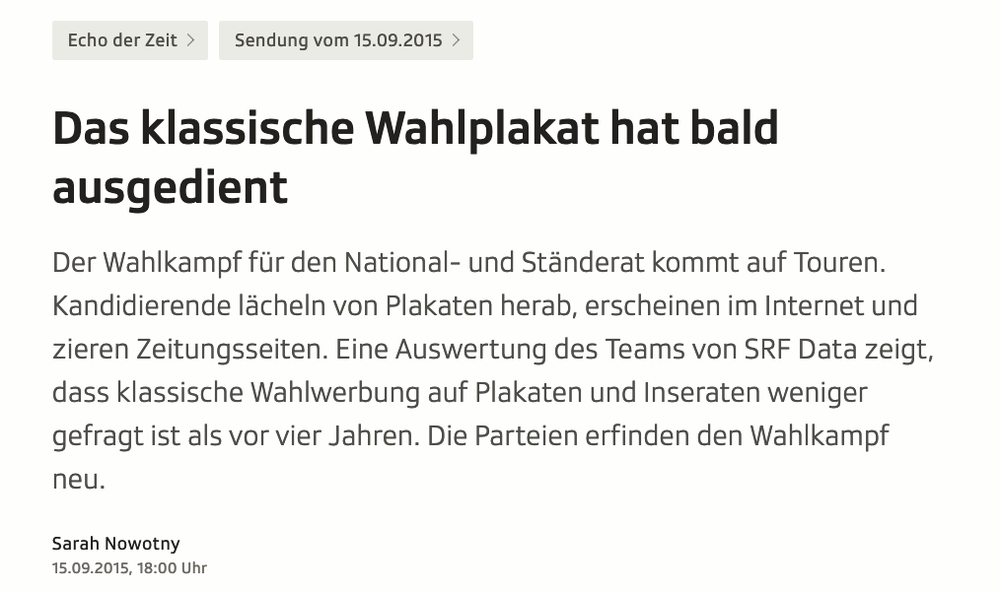 Echo der Zeit
Sendung vom 15.09.2015
Das klassische Wahlplakat hat bald
ausgedient
Der Wahlkampf für den National- und Ständerat kommt auf Touren.
Kandidierende lächeln von Plakaten herab, erscheinen im Internet und
zieren Zeitungsseiten. Eine Auswertung des Teams von SRF Data zeigt,
dass klassische Wahlwerbung auf Plakaten und Inseraten weniger
gefragt ist als vor vier Jahren. Die Parteien erfinden den Wahlkampf
neu.
Sarah Nowotny
15.09.2015, 18:00 Uhr